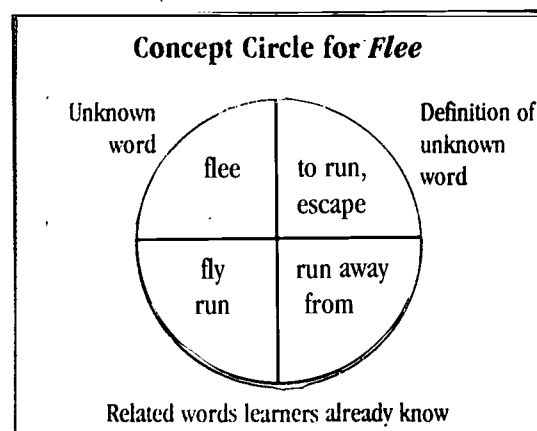 Concept Circle for Flee
Unknown
word
Definition of
unknown
word
flee
to run,
escape
fly
run
run away
from
Related words learners already know